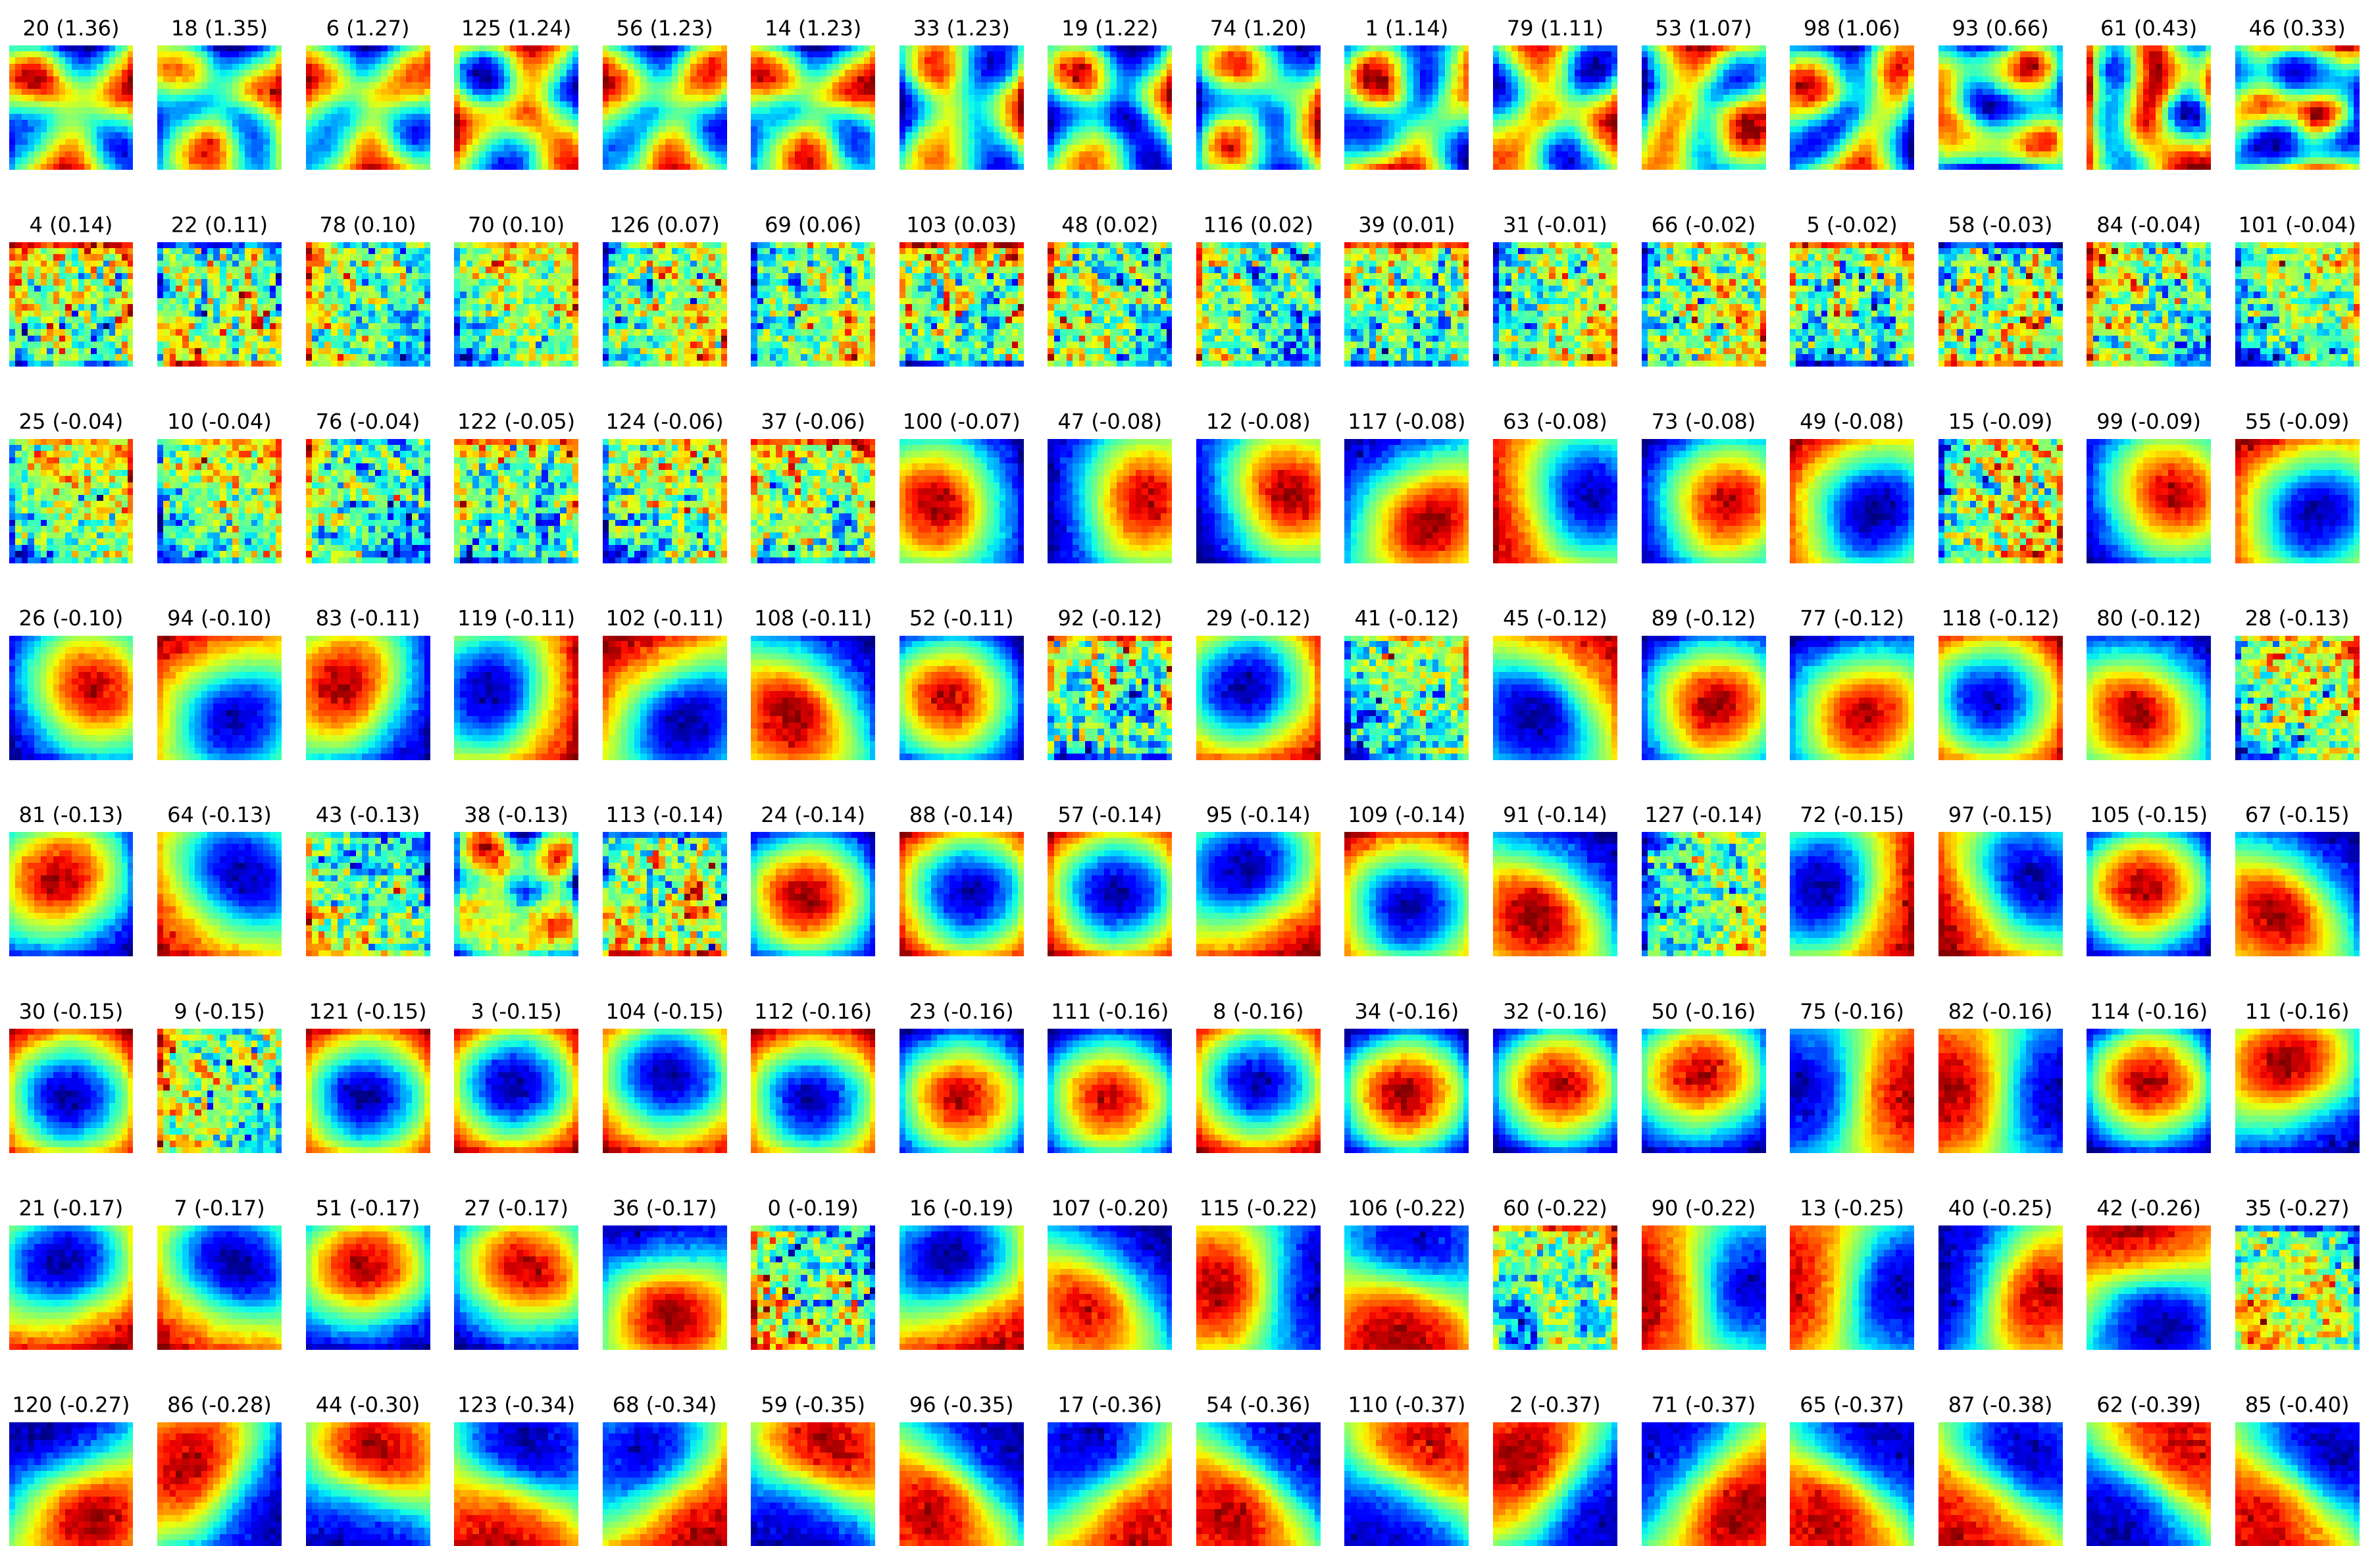 20 (1.36) 18 (1.35) 6 (1.27) 125 (1.24) 56 (1.23) 14 (1.23) 33 (1.23) 19 (1.22) 74 (1.20) 1 (1.14) 79 (1.11) 53 (1.07) 98 (1.06) 93 (0.66) 61 (0.43) 46 (0.33)
4 (0.14) 22 (0.11) 78 (0.10) 70 (0.10) 126 (0.07) 69 (0.06) 103 (0.03) 48 (0.02) 116 (0.02) 39 (0.01) 31 (-0.01) 66 (-0.02) 5 (-0.02) 58 (-0.03) 84 (-0.04) 101 (-0.04)
25 (-0.04) 10 (-0.04) 76 (-0.04) 122 (-0.05) 124 (-0.06) 37 (-0.06) 100 (-0.07) 47 (-0.08) 12 (-0.08) 117 (-0.08) 63 (-0.08) 73 (-0.08) 49 (-0.08) 15 (-0.09) 99 (-0.09) 55 (-0.09)
26 (-0.10) 94 (-0.10) 83 (-0.11) 119 (-0.11) 102 (-0.11) 108 (-0.11) 52 (-0.11) 92 (-0.12) 29 (-0.12) 41 (-0.12) 45 (-0.12) 89 (-0.12) 77 (-0.12) 118 (-0.12) 80 (-0.12) 28 (-0.13)
81 (-0.13) 64 (-0.13) 43 (-0.13) 38 (-0.13) 113 (-0.14) 24 (-0.14) 88 (-0.14) 57 (-0.14) 95 (-0.14) 109 (-0.14) 91 (-0.14) 127 (-0.14) 72 (-0.15) 97 (-0.15) 105 (-0.15) 67 (-0.15)
30 (-0.15) 9 (-0.15) 121 (-0.15) 3 (-0.15) 104 (-0.15) 112 (-0.16) 23 (-0.16) 111 (-0.16) 8 (-0.16) 34 (-0.16) 32 (-0.16) 50 (-0.16) 75 (-0.16) 82 (-0.16) 114 (-0.16) 11 (-0.16)
21 (-0.17) 7 (-0.17) 51 (-0.17) 27 (-0.17) 36 (-0.17) 0 (-0.19) 16 (-0.19) 107 (-0.20) 115 (-0.22) 106 (-0.22) 60 (-0.22) 90 (-0.22) 13 (-0.25) 40 (-0.25) 42 (-0.26) 35 (-0.27)
120 (-0.27) 86 (-0.28) 44 (-0.30) 123 (-0.34) 68 (-0.34) 59 (-0.35) 96 (-0.35) 17 (-0.36) 54 (-0.36) 110 (-0.37) 2 (-0.37) 71 (-0.37) 65 (-0.37) 87 (-0.38) 62 (-0.39) 85 (-0.40)